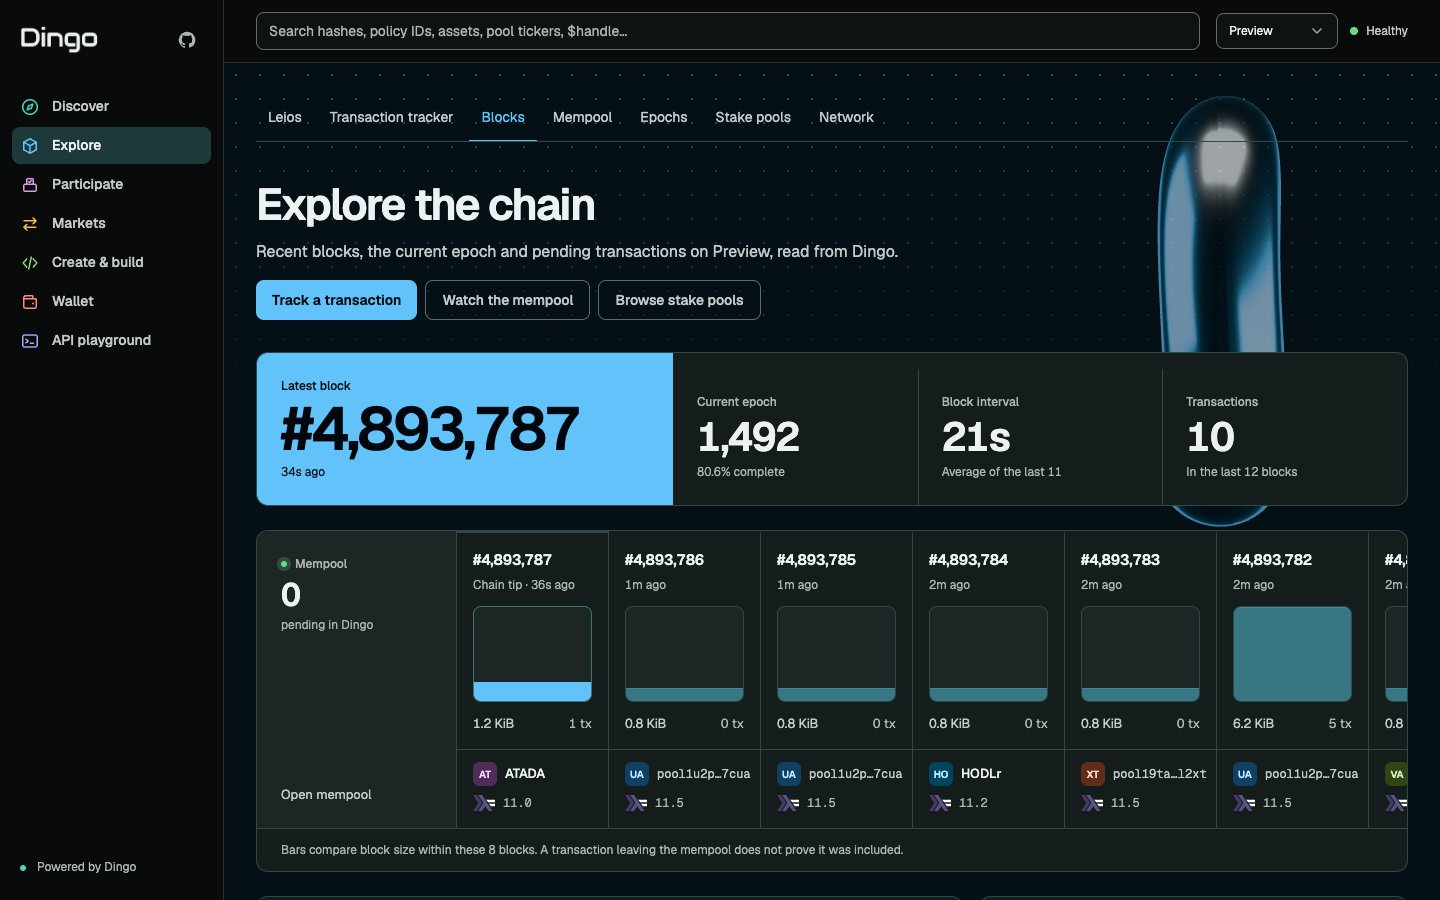 Dingo
Search hashes, policy IDs, assets, pool tickers, $handle…
Preview
Healthy
Discover
Explore
Participate
Markets
Create & build
Wallet
API playground
Powered by Dingo
Leios
Transaction tracker
Blocks
Mempool
Epochs
Stake pools
Network
Explore the chain
Recent blocks, the current epoch and pending transactions on Preview, read from Dingo.
Track a transaction
Watch the mempool
Browse stake pools
Latest block
#4,893,787
34s ago
Current epoch
1,492
80.6% complete
Block interval
21s
Average of the last 11
Transactions
10
In the last 12 blocks
Mempool
0
pending in Dingo
Open mempool
#4,893,787
Chain tip · 36s ago
1.2 KiB 1 tx
AT ATADA
11.0
#4,893,786
1m ago
0.8 KiB 0 tx
UA pool1u2p…7cua
11.5
#4,893,785
1m ago
0.8 KiB 0 tx
UA pool1u2p…7cua
11.5
#4,893,784
2m ago
0.8 KiB 0 tx
HO HODLr
11.2
#4,893,783
2m ago
0.8 KiB 0 tx
XT pool19ta…l2xt
11.5
#4,893,782
2m ago
6.2 KiB 5 tx
UA pool1u2p…7cua
11.5
#4,8
2m
0.8
VA
Bars compare block size within these 8 blocks. A transaction leaving the mempool does not prove it was included.